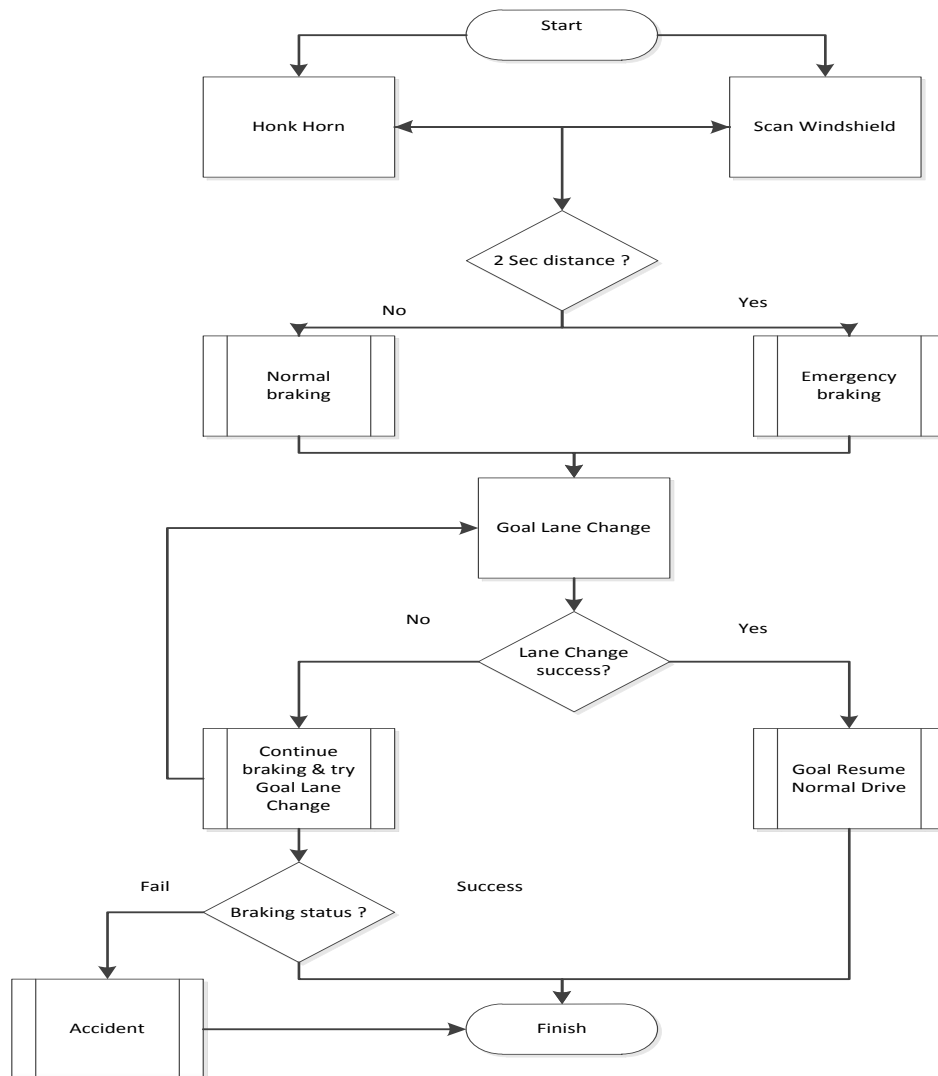 Start
Honk Horn
Scan Windshield
2 Sec distance ?
No
Yes
Normal
braking
Emergency
braking
Goal Lane Change
No
Yes
Lane Change
success?
Continue
braking & try
Goal Lane
Change
Goal Resume
Normal Drive
Fail
Success
Braking status ?
Accident
Finish